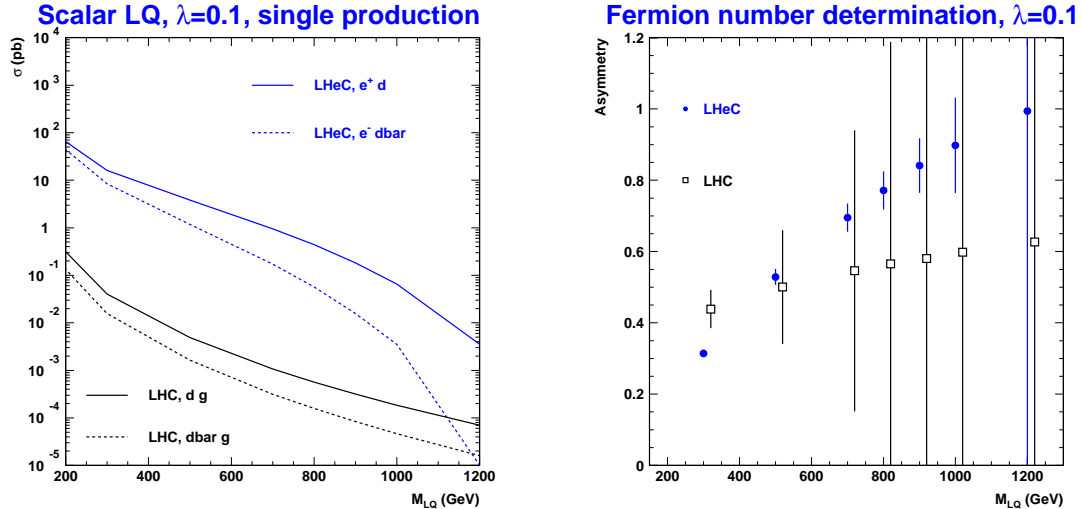 Scalar LQ, λ=0.1, single production
σ (pb)
10^4
10^3
10^2
10
1
10^-1
10^-2
10^-3
10^-4
10^-5
LHeC, e^+ d
LHeC, e^- dbar
LHC, d g
LHC, dbar g
200 400 600 800 1000 1200
M_LQ (GeV)
Fermion number determination, λ=0.1
Asymmetry
1.2
1
0.8
0.6
0.4
0.2
0
LHeC
LHC
200 400 600 800 1000 1200
M_LQ (GeV)